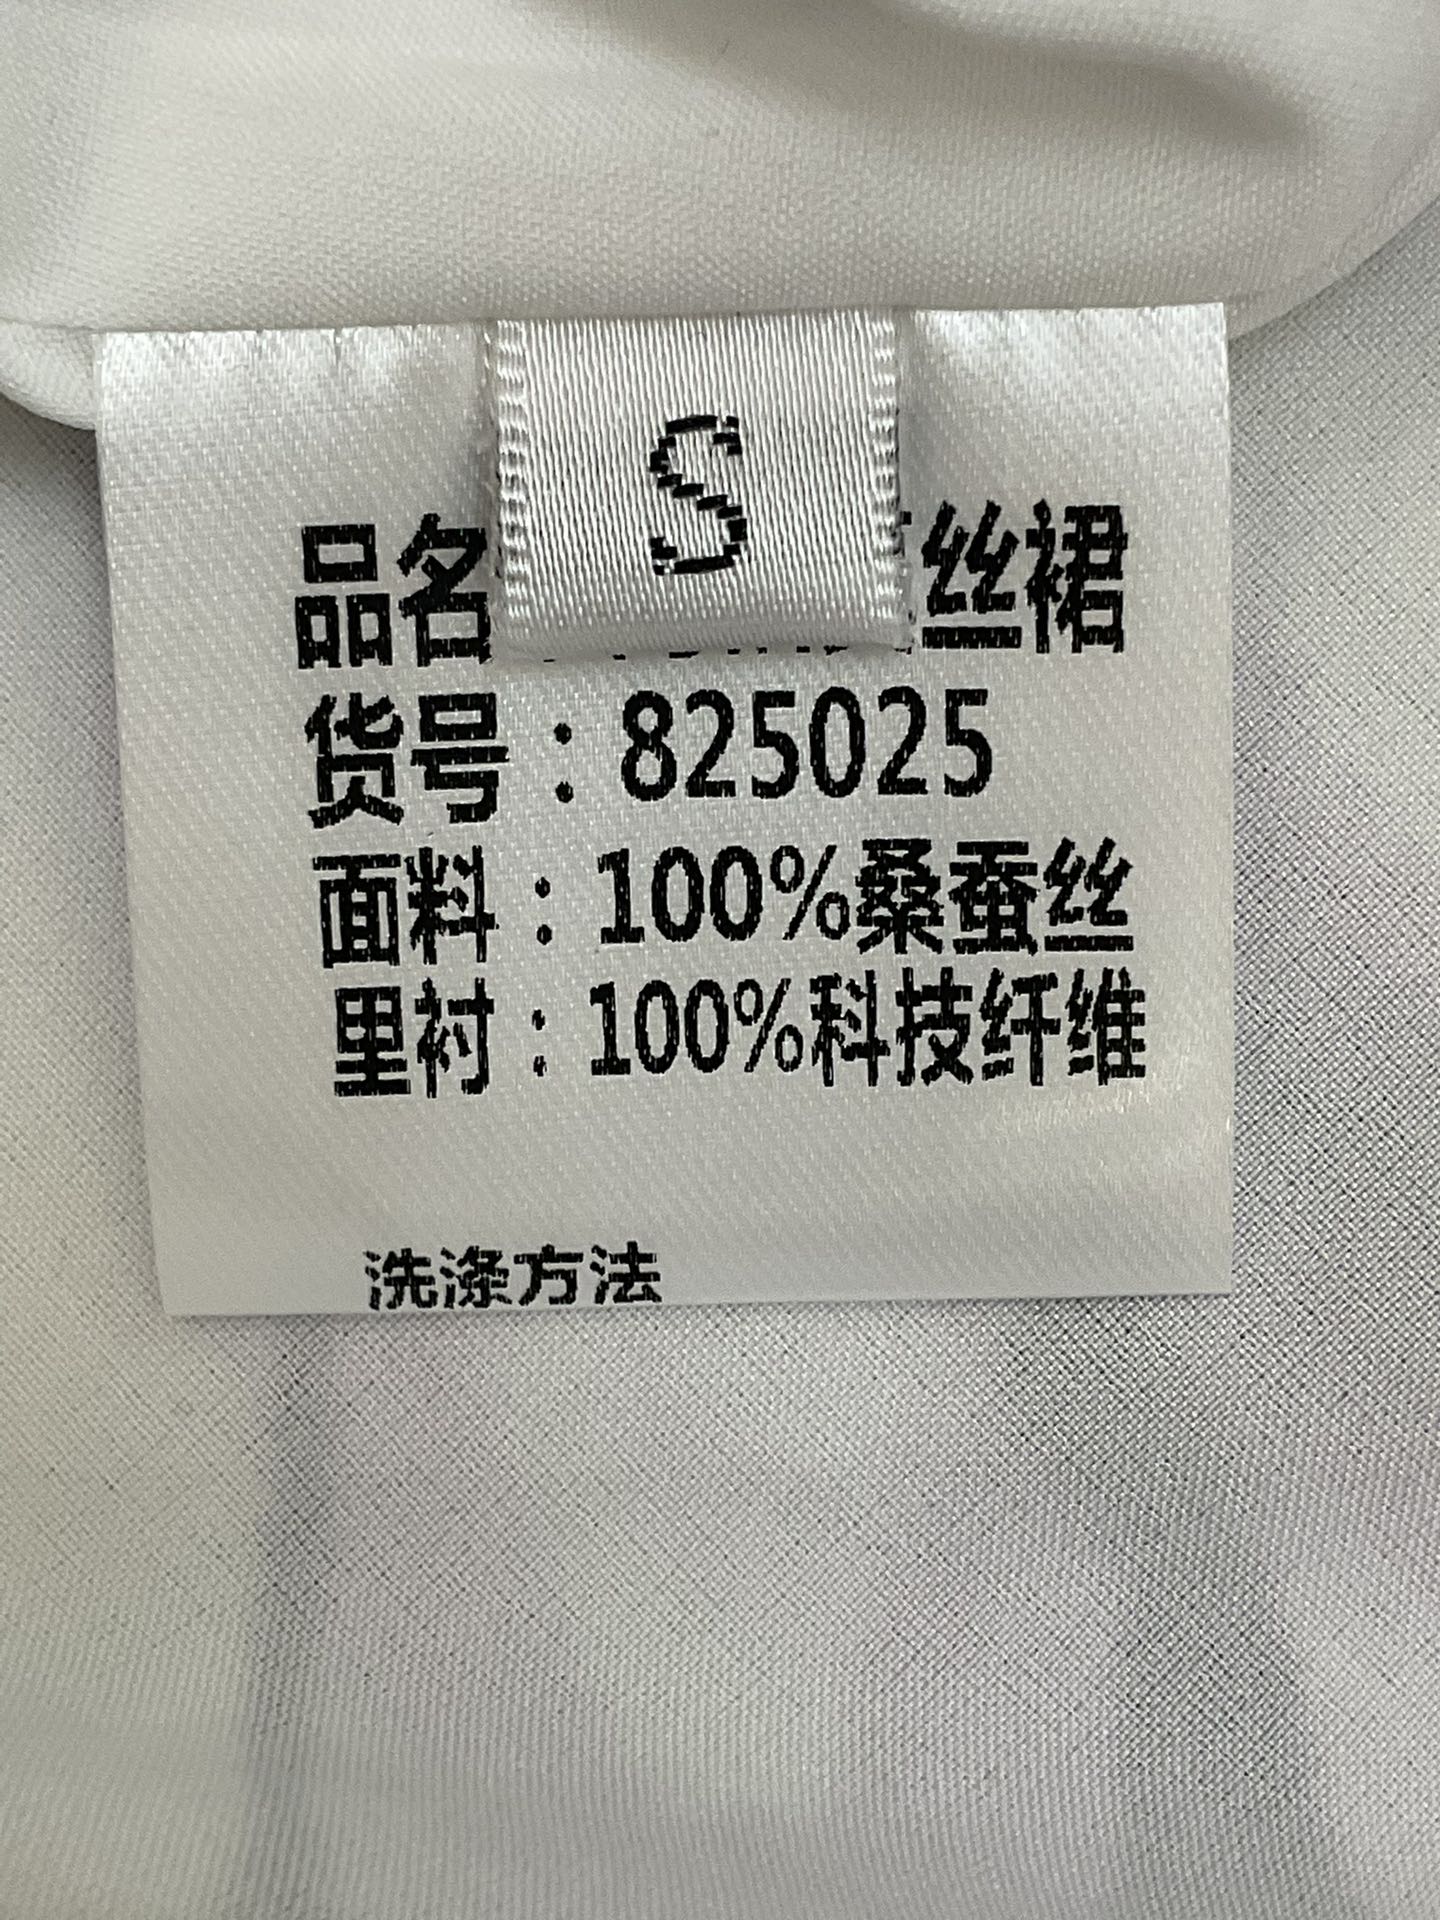 S
品名 丝裙
货号：825025
面料：100%桑蚕丝
里衬：100%科技纤维
洗涤方法